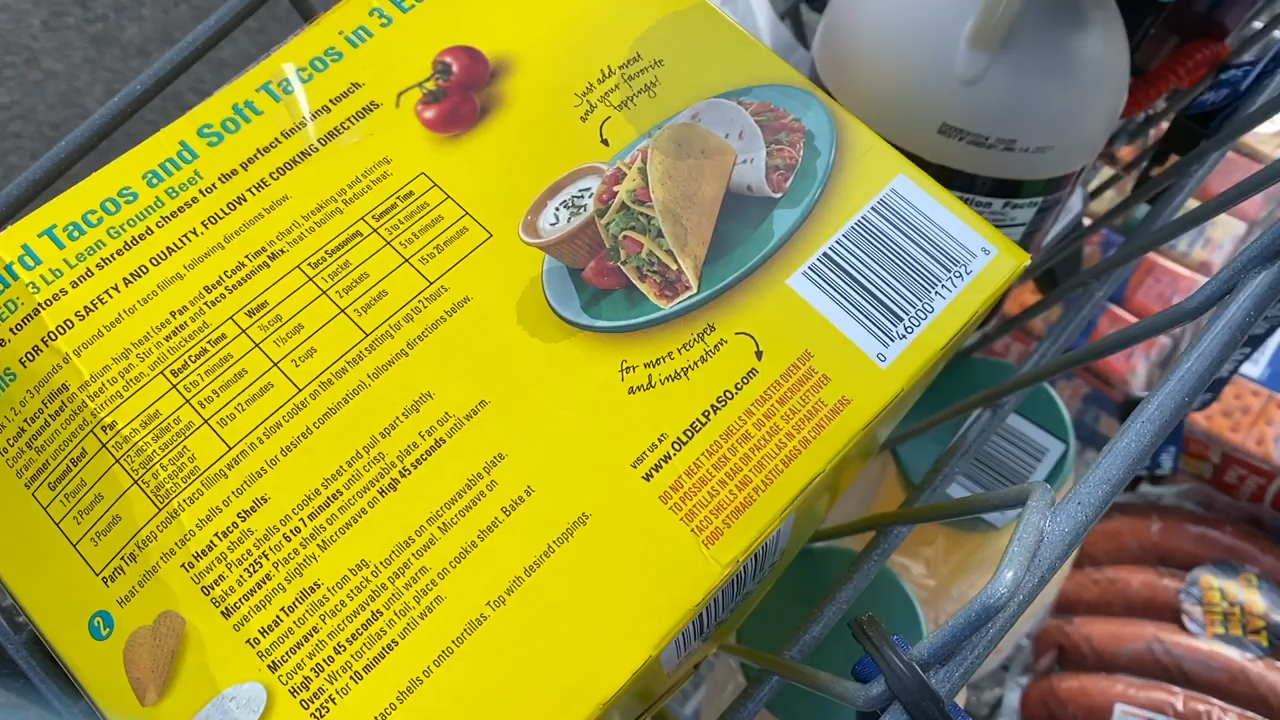 ard Tacos and Soft Tacos in 3 E
ED: 3 Lb Lean Ground Beef
e, tomatoes and shredded cheese for the perfect finishing touch.
FOR FOOD SAFETY AND QUALITY, FOLLOW THE COOKING DIRECTIONS.
ok 1, 2, or 3 pounds of ground beef for taco filling, following directions below.
To Cook Taco Filling:
Cook ground beef on medium-high heat (see Pan and Beef Cook Time in chart), breaking up and stirring;
drain. Return cooked beef to pan. Stir in water and Taco Seasoning Mix; heat to boiling. Reduce heat;
simmer uncovered, stirring often, until thickened.
Ground Beef Pan Beef Cook Time Water Taco Seasoning Simmer Time
1 Pound 10-inch skillet 6 to 7 minutes ⅔ cup 1 packet 3 to 4 minutes
2 Pounds 12-inch skillet or 5-quart saucepan 8 to 9 minutes 1⅓ cups 2 packets 5 to 8 minutes
3 Pounds 5- or 6-quart saucepan or Dutch oven 10 to 12 minutes 2 cups 3 packets 15 to 20 minutes
Party Tip: Keep cooked taco filling warm in a slow cooker on the low heat setting for up to 2 hours.
2 Heat either the taco shells or tortillas (or desired combination), following directions below.
To Heat Taco Shells:
Unwrap shells.
Oven: Place shells on cookie sheet and pull apart slightly.
Bake at 325°F for 6 to 7 minutes until crisp.
Microwave: Place shells on microwavable plate. Fan out,
overlapping slightly. Microwave on High 45 seconds until warm.
To Heat Tortillas:
Remove tortillas from bag.
Microwave: Place stack of tortillas on microwavable plate.
Cover with microwavable paper towel. Microwave on
High 30 to 45 seconds until warm.
Oven: Wrap tortillas in foil, place on cookie sheet. Bake at
325°F for 10 minutes until warm.
taco shells or onto tortillas. Top with desired toppings.
Just add meat
and your favorite
toppings!
for more recipes
and inspiration
VISIT US AT:
WWW.OLDELPASO.COM
DO NOT HEAT TACO SHELLS IN TOASTER OVEN DUE
TO POSSIBLE RISK OF FIRE. DO NOT MICROWAVE
TORTILLAS IN BAG OR PACKAGE. SEAL LEFTOVER
TACO SHELLS AND TORTILLAS IN SEPARATE
FOOD-STORAGE PLASTIC BAGS OR CONTAINERS.
0 46000 11792 8
tion Facts
GREAT